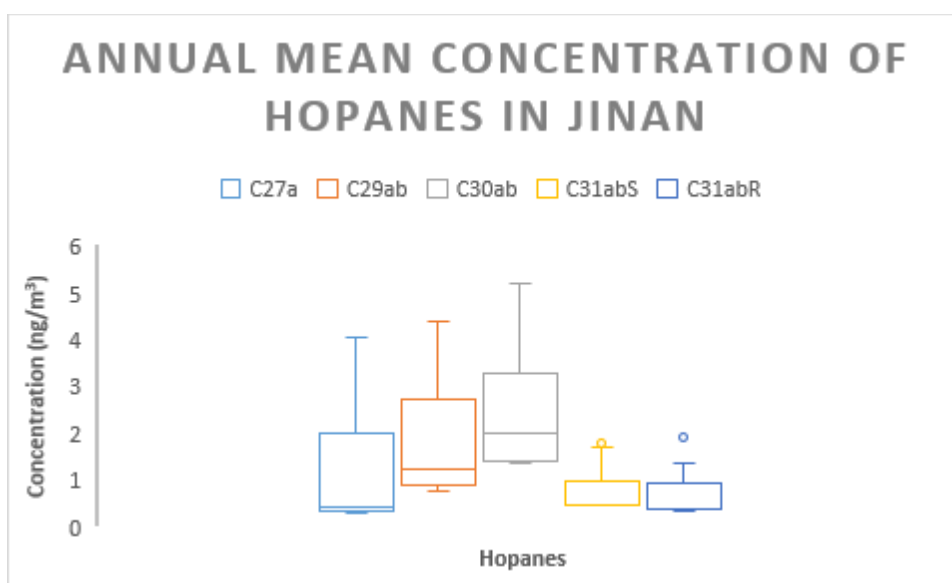 ANNUAL MEAN CONCENTRATION OF
HOPANES IN JINAN
C27a C29ab C30ab C31abS C31abR
6
5
4
3
2
1
0
Concentration (ng/m³)
Hopanes